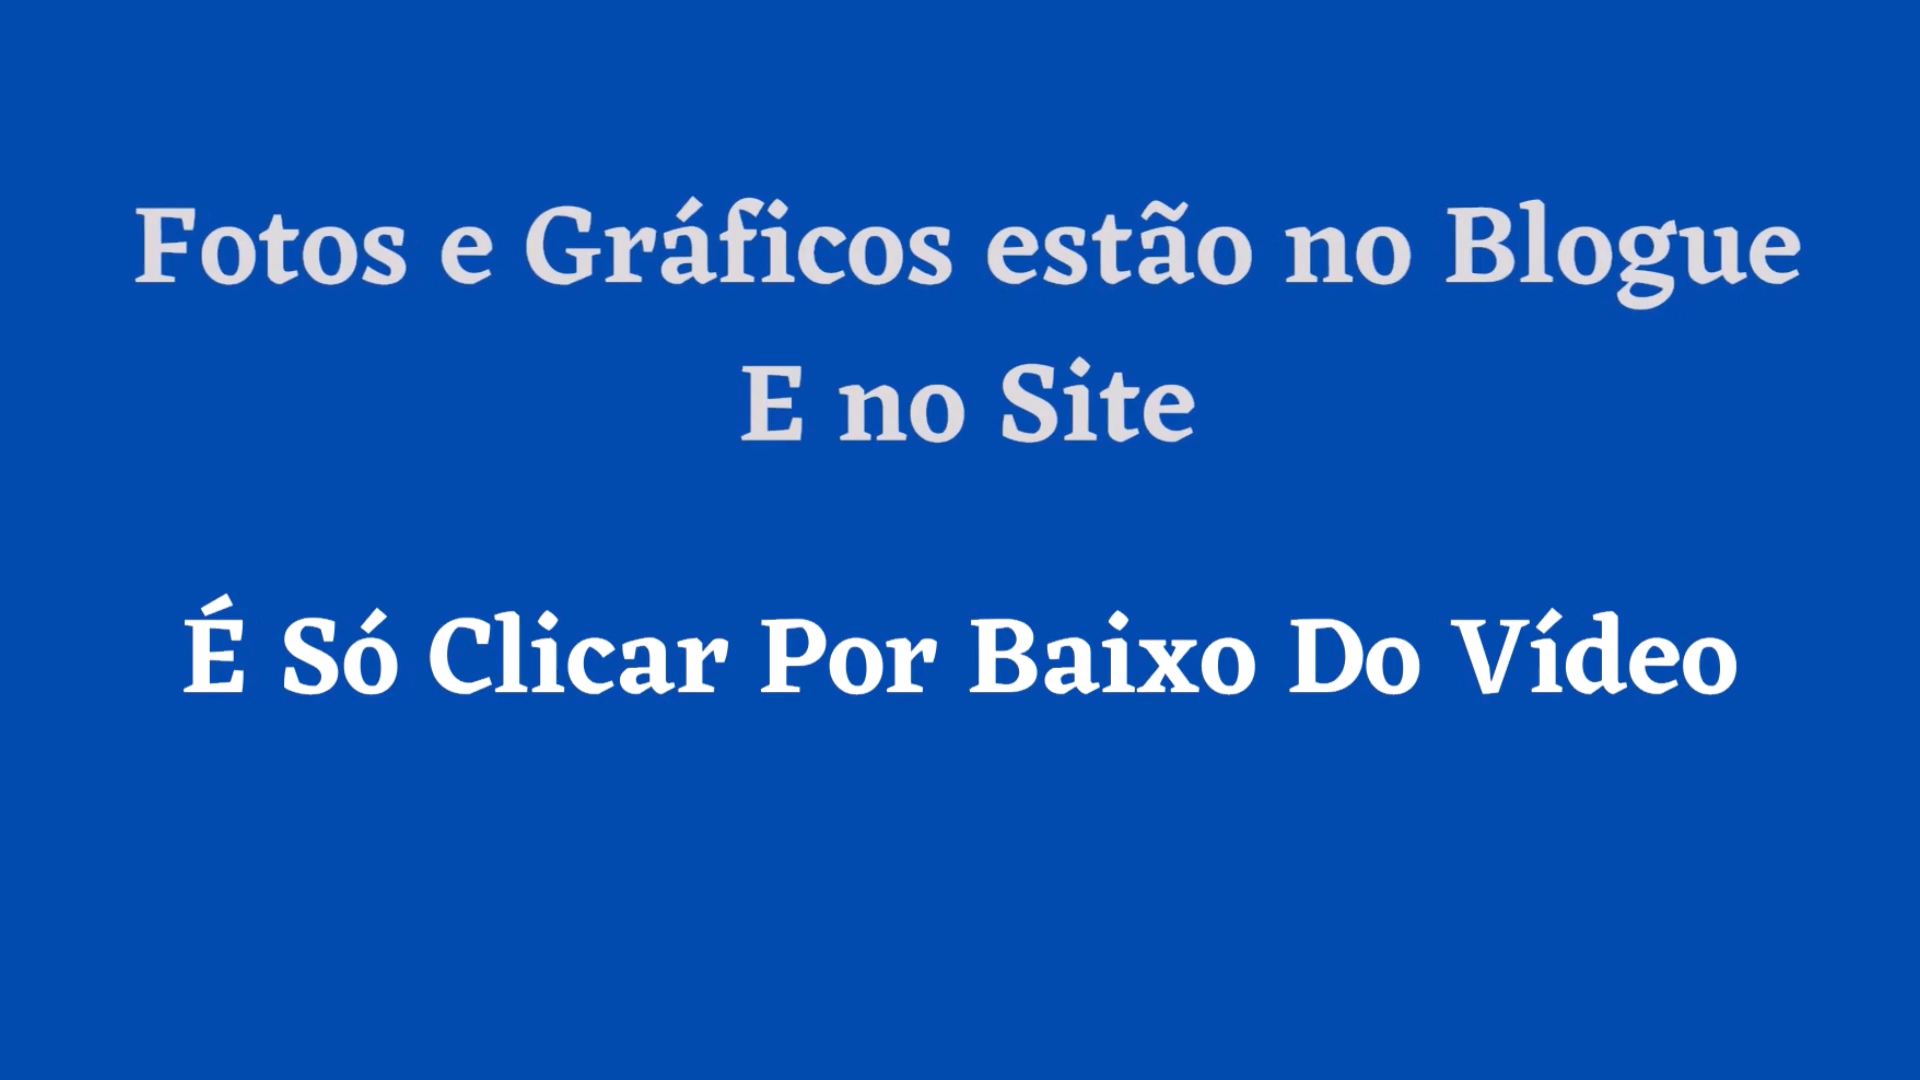 Fotos e Gráficos estão no Blogue
E no Site
É Só Clicar Por Baixo Do Vídeo